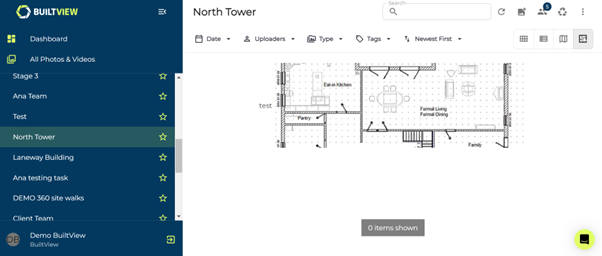 BUILTVIEW
North Tower
Search
5
Dashboard
All Photos & Videos
Date
Uploaders
Type
Tags
Newest First
Stage 3
Ana Team
Test
North Tower
Laneway Building
Ana testing task
DEMO 360 site walks
Client Team
test
Eat-in Kitchen
Pantry
Formal Living
Formal Dining
Family
0 items shown
DB
Demo BuiltView
BuiltView